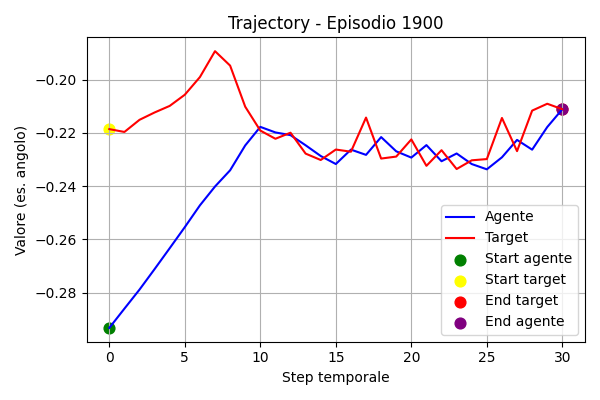 Trajectory - Episodio 1900
Valore (es. angolo)
−0.20
−0.22
−0.24
−0.26
−0.28
0
5
10
15
20
25
30
Step temporale
Agente
Target
Start agente
Start target
End target
End agente